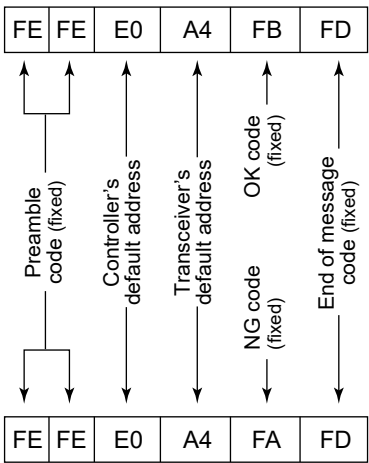 FE FE E0 A4 FB FD
Preamble
code (fixed)
Controller's
default address
Transceiver's
default address
OK code
(fixed)
NG code
(fixed)
End of message
code (fixed)
FE FE E0 A4 FA FD